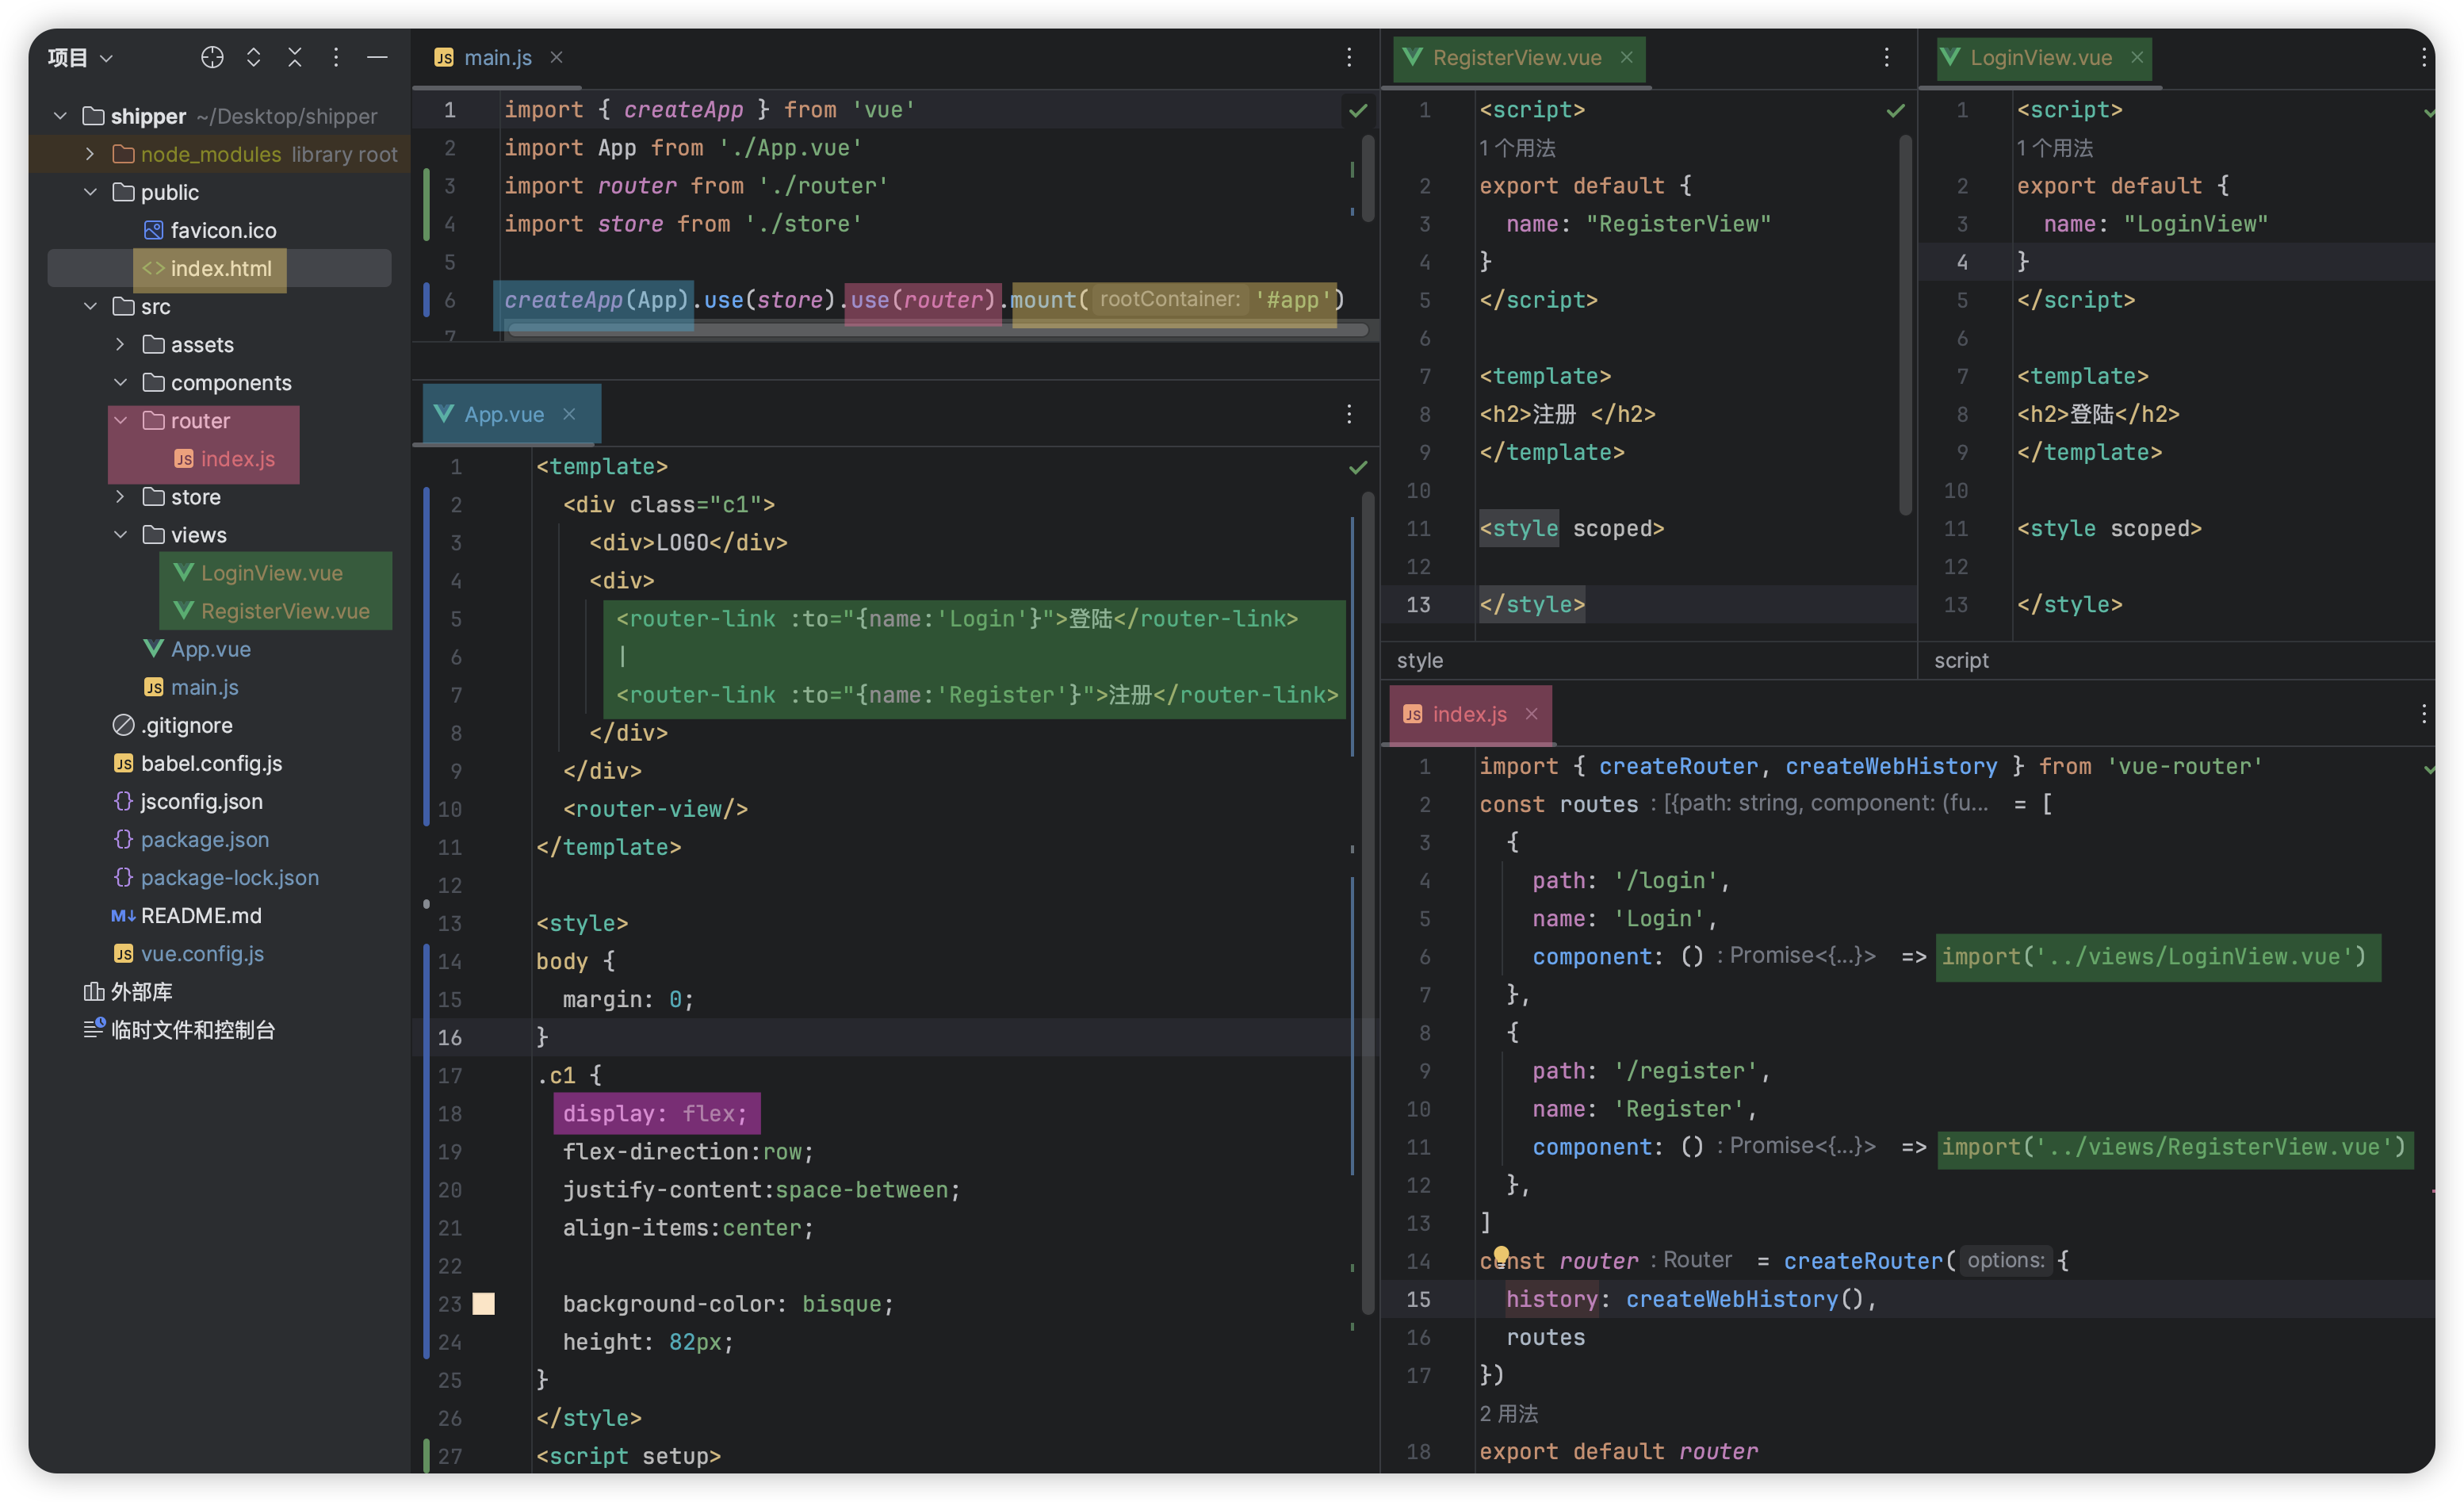 项目
shipper ~/Desktop/shipper
node_modules library root
public
favicon.ico
index.html
src
assets
components
router
index.js
store
views
LoginView.vue
RegisterView.vue
App.vue
main.js
.gitignore
babel.config.js
jsconfig.json
package.json
package-lock.json
README.md
vue.config.js
外部库
临时文件和控制台
main.js
1 import { createApp } from 'vue'
2 import App from './App.vue'
3 import router from './router'
4 import store from './store'
5
6 createApp(App).use(store).use(router).mount( rootContainer: '#app')
7
App.vue
1 <template>
2 <div class="c1">
3 <div>LOGO</div>
4 <div>
5 <router-link :to="{name:'Login'}">登陆</router-link>
6 |
7 <router-link :to="{name:'Register'}">注册</router-link>
8 </div>
9 </div>
10 <router-view/>
11 </template>
12
13 <style>
14 body {
15 margin: 0;
16 }
17 .c1 {
18 display: flex;
19 flex-direction:row;
20 justify-content:space-between;
21 align-items:center;
22
23 background-color: bisque;
24 height: 82px;
25 }
26 </style>
27 <script setup>
RegisterView.vue
1 <script>
1 个用法
2 export default {
3 name: "RegisterView"
4 }
5 </script>
6
7 <template>
8 <h2>注册 </h2>
9 </template>
10
11 <style scoped>
12
13 </style>
style
LoginView.vue
1 <script>
1 个用法
2 export default {
3 name: "LoginView"
4 }
5 </script>
6
7 <template>
8 <h2>登陆</h2>
9 </template>
10
11 <style scoped>
12
13 </style>
script
index.js
1 import { createRouter, createWebHistory } from 'vue-router'
2 const routes : [{path: string, component: (fu... = [
3 {
4 path: '/login',
5 name: 'Login',
6 component: () : Promise<{...}> => import('../views/LoginView.vue')
7 },
8 {
9 path: '/register',
10 name: 'Register',
11 component: () : Promise<{...}> => import('../views/RegisterView.vue')
12 },
13 ]
14 const router : Router = createRouter( options: {
15 history: createWebHistory(),
16 routes
17 })
2 用法
18 export default router